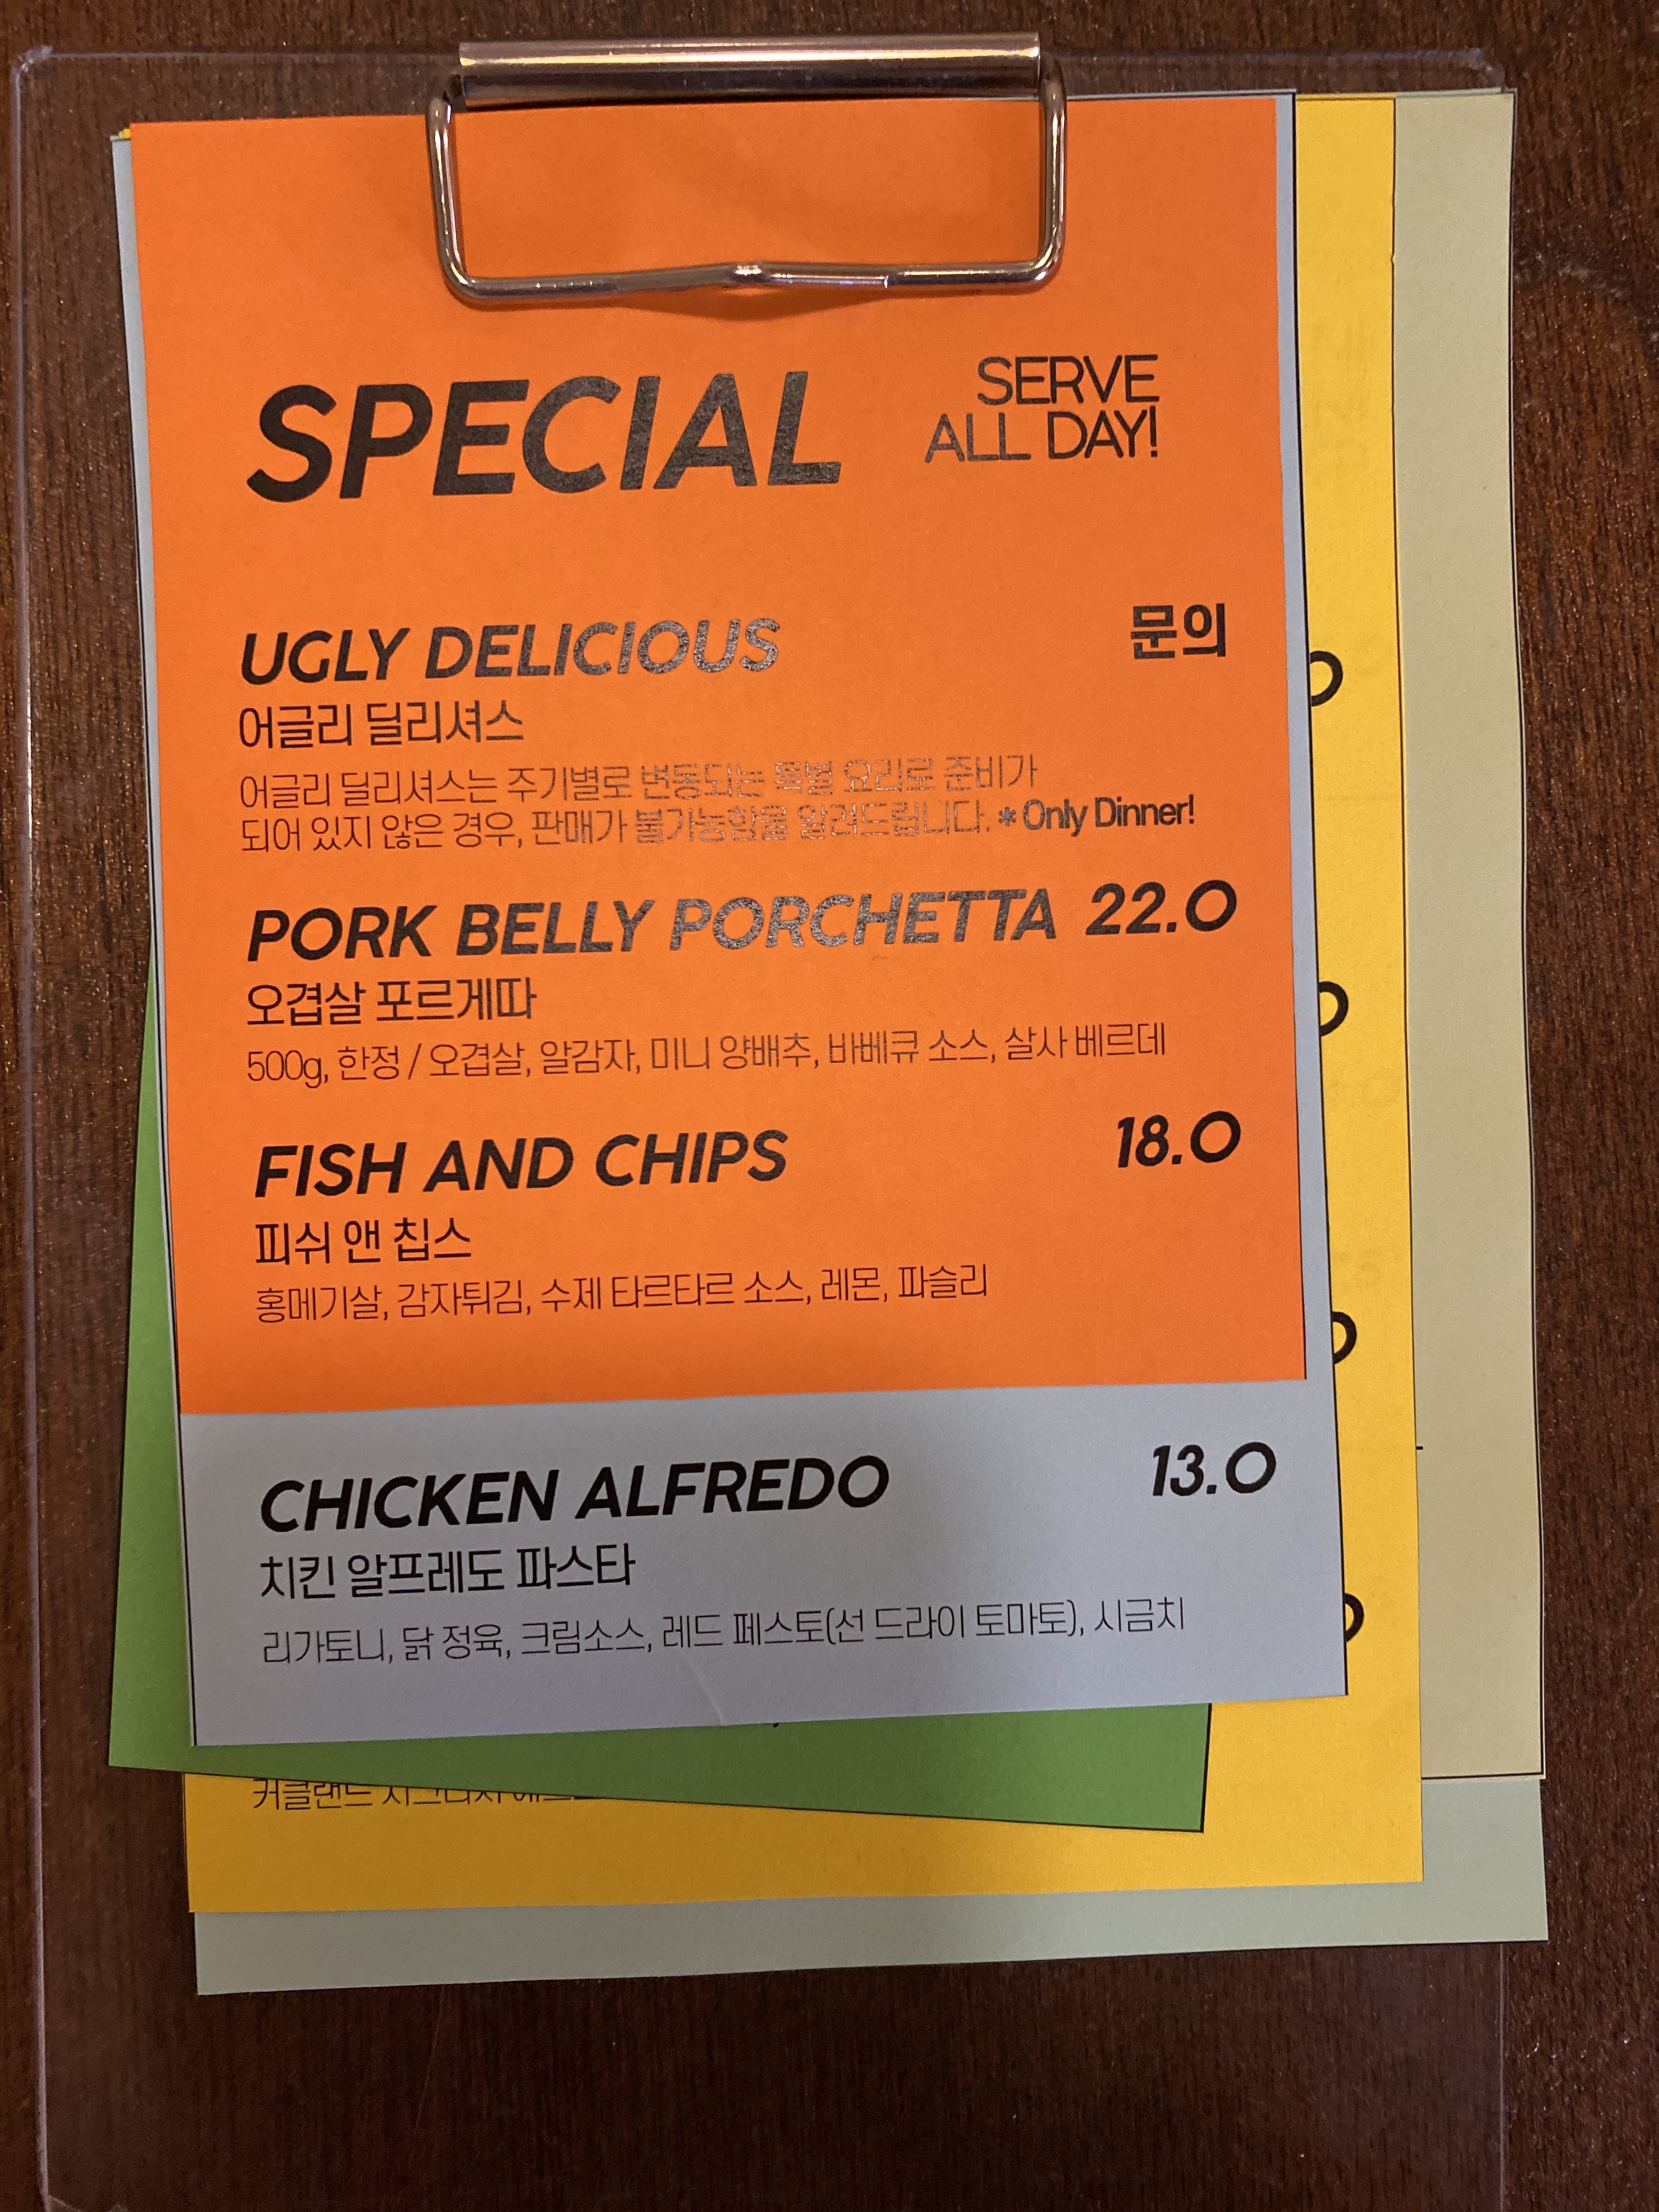 SPECIAL
SERVE
ALL DAY!
UGLY DELICIOUS 문의
어글리 딜리셔스
어글리 딜리셔스는 주기별로 변동되는 특별 요리로 준비가
되어 있지 않은 경우, 판매가 불가능함을 알려드립니다. *Only Dinner!
PORK BELLY PORCHETTA 22.0
오겹살 포르게따
500g, 한정 / 오겹살, 알감자, 미니 양배추, 바베큐 소스, 살사 베르데
FISH AND CHIPS 18.0
피쉬 앤 칩스
홍메기살, 감자튀김, 수제 타르타르 소스, 레몬, 파슬리
CHICKEN ALFREDO 13.0
치킨 알프레도 파스타
리가토니, 닭 정육, 크림소스, 레드 페스토(선 드라이 토마토), 시금치